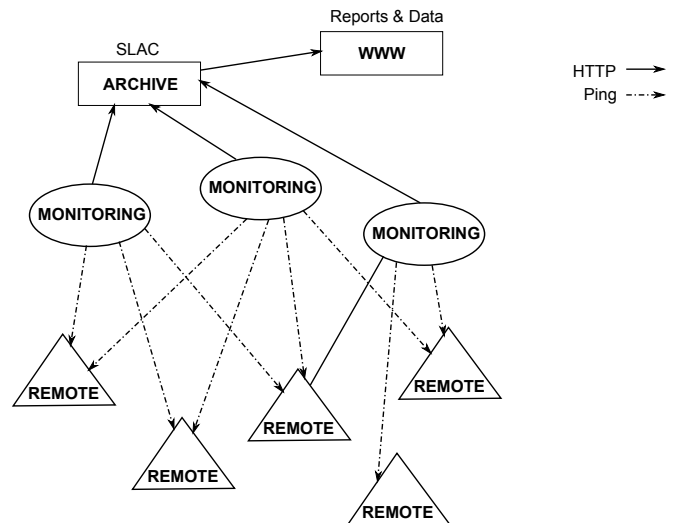 Reports & Data
SLAC
WWW
ARCHIVE
HTTP
Ping
MONITORING
MONITORING
MONITORING
REMOTE
REMOTE
REMOTE
REMOTE
REMOTE